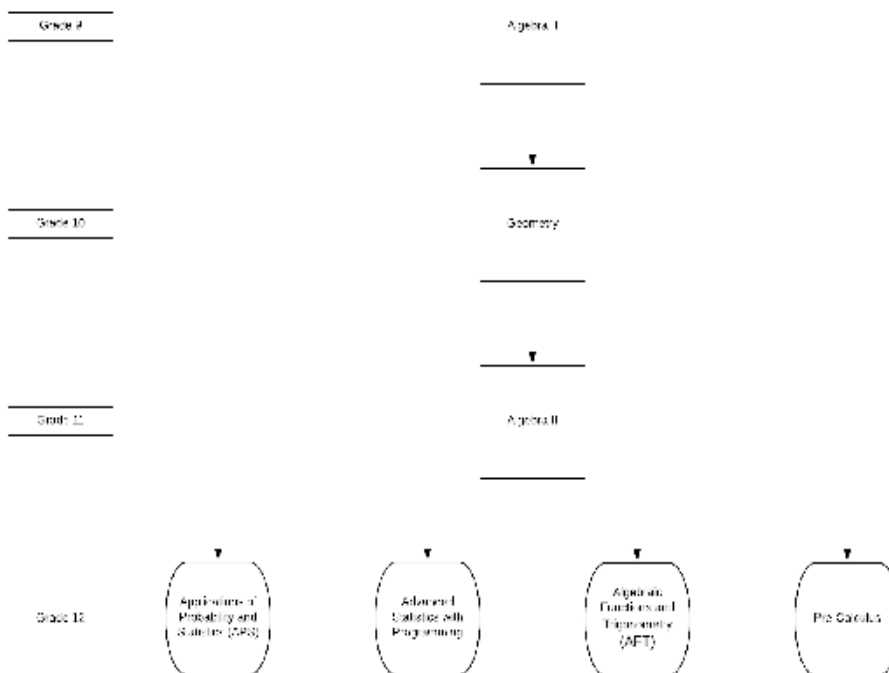 Grade 9
Algebra I
Grade 10
Geometry
Grade 11
Algebra II
Grade 12
Applications of
Probability and
Statistics (APS)
Advanced
Statistics with
Programming
Algebraic
Functions and
Trigonometry
(AFT)
Pre-Calculus